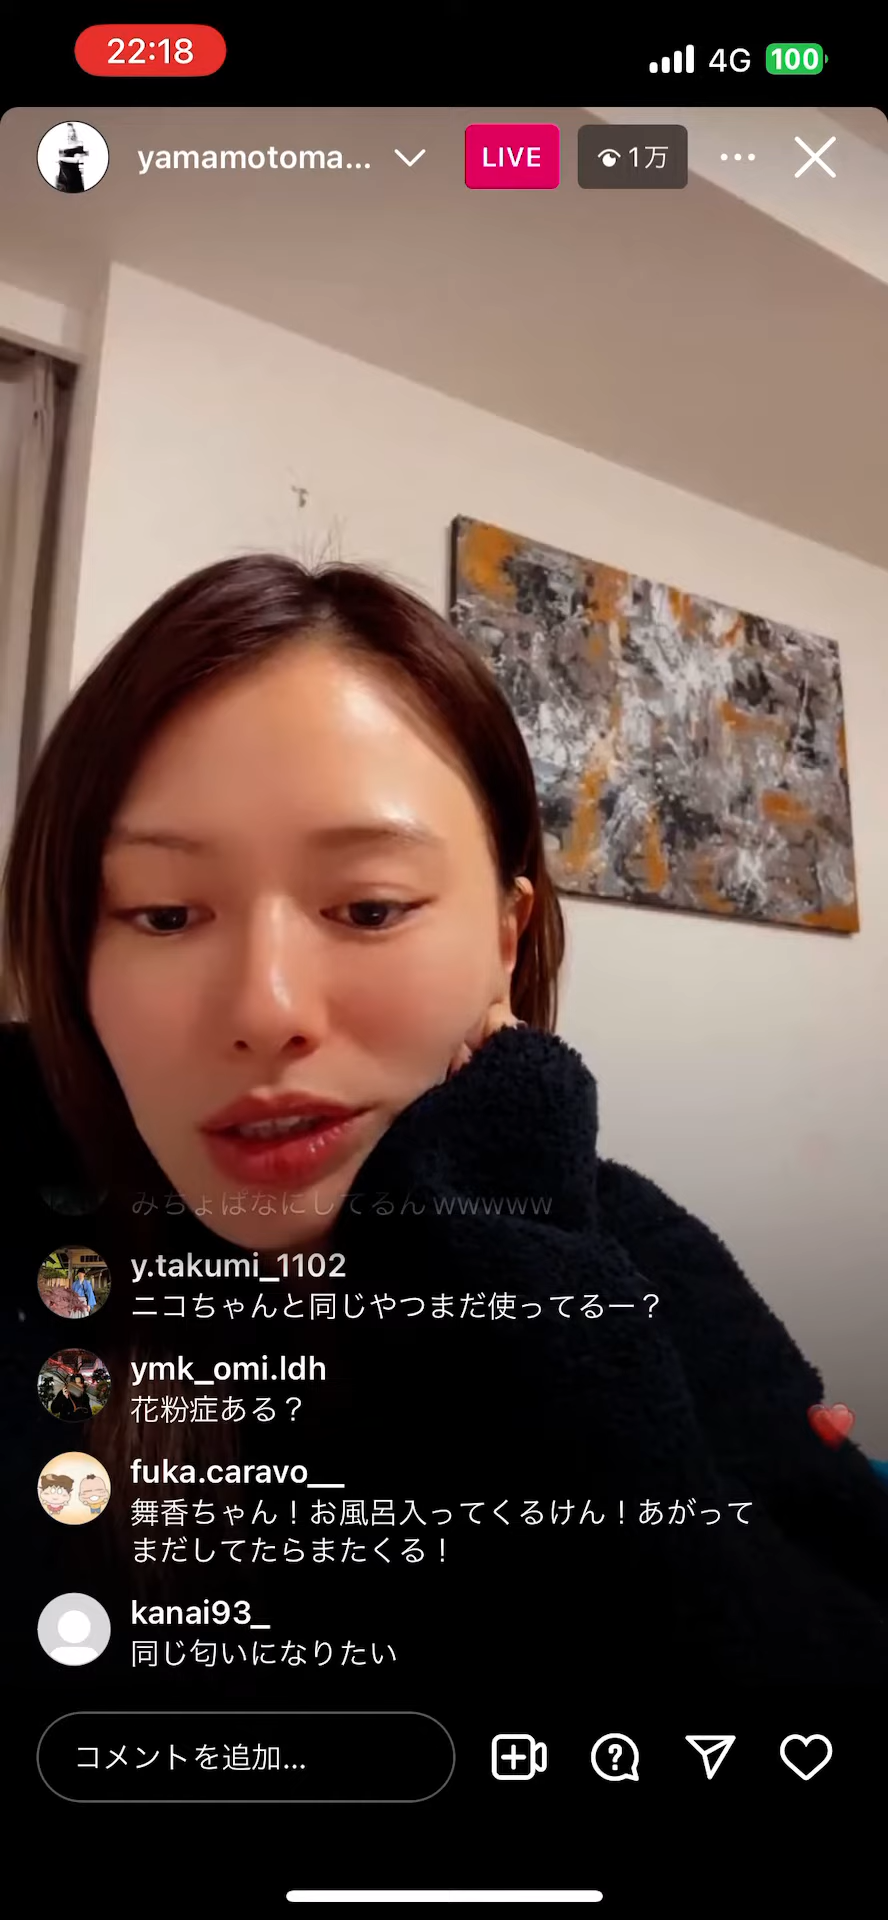 22:18
4G
100
yamamotoma...
LIVE
1万
みちょぱなにしてるんwwwww
y.takumi_1102
ニコちゃんと同じやつまだ使ってるー？
ymk_omi.ldh
花粉症ある？
fuka.caravo__
舞香ちゃん！お風呂入ってくるけん！あがって
まだしてたらまたくる！
kanai93_
同じ匂いになりたい
コメントを追加...